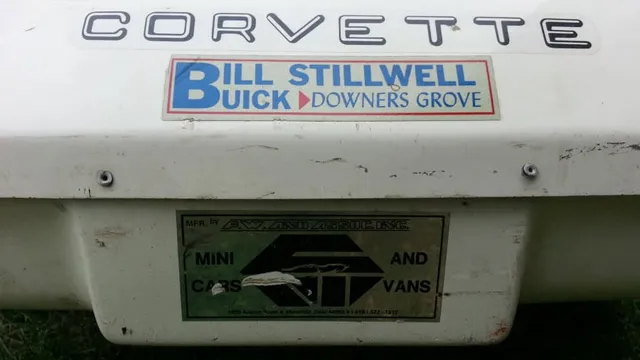 CORVETTE
BILL STILLWELL
BUICK DOWNERS GROVE
MFR. by
MINI AND
CARS VANS